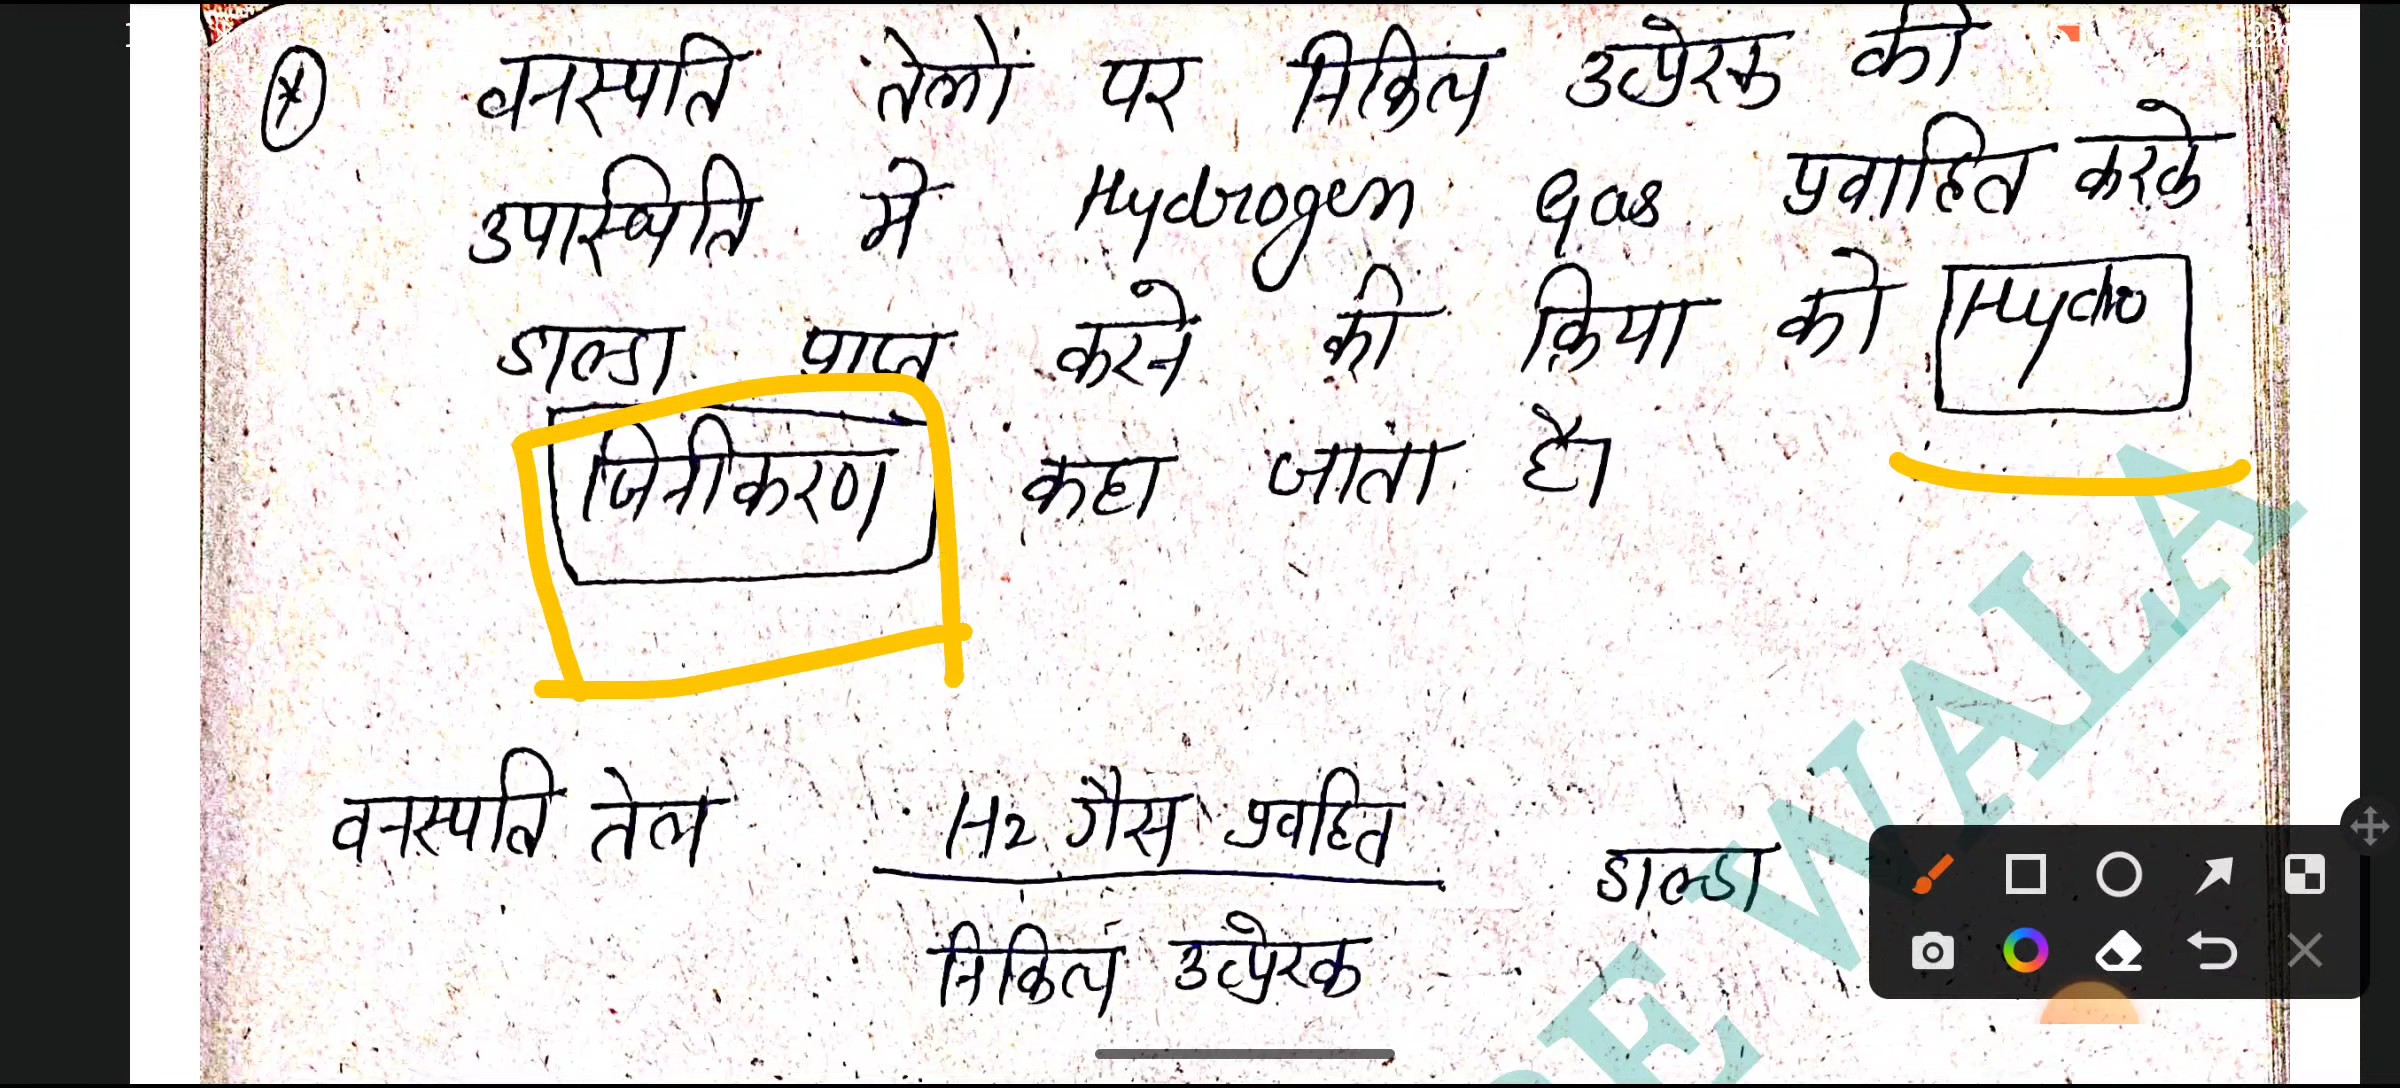 वनस्पति तेलों पर निकिल उत्प्रेरक की
उपस्थिति में Hydrogen Gas प्रवाहित करके
डाल्डा प्राप्त करने की क्रिया को Hydro
जिनीकरण कहा जाता है।
वनस्पति तेल H2 गैस प्रवहित डाल्डा
निकिल उत्प्रेरक
E WALA